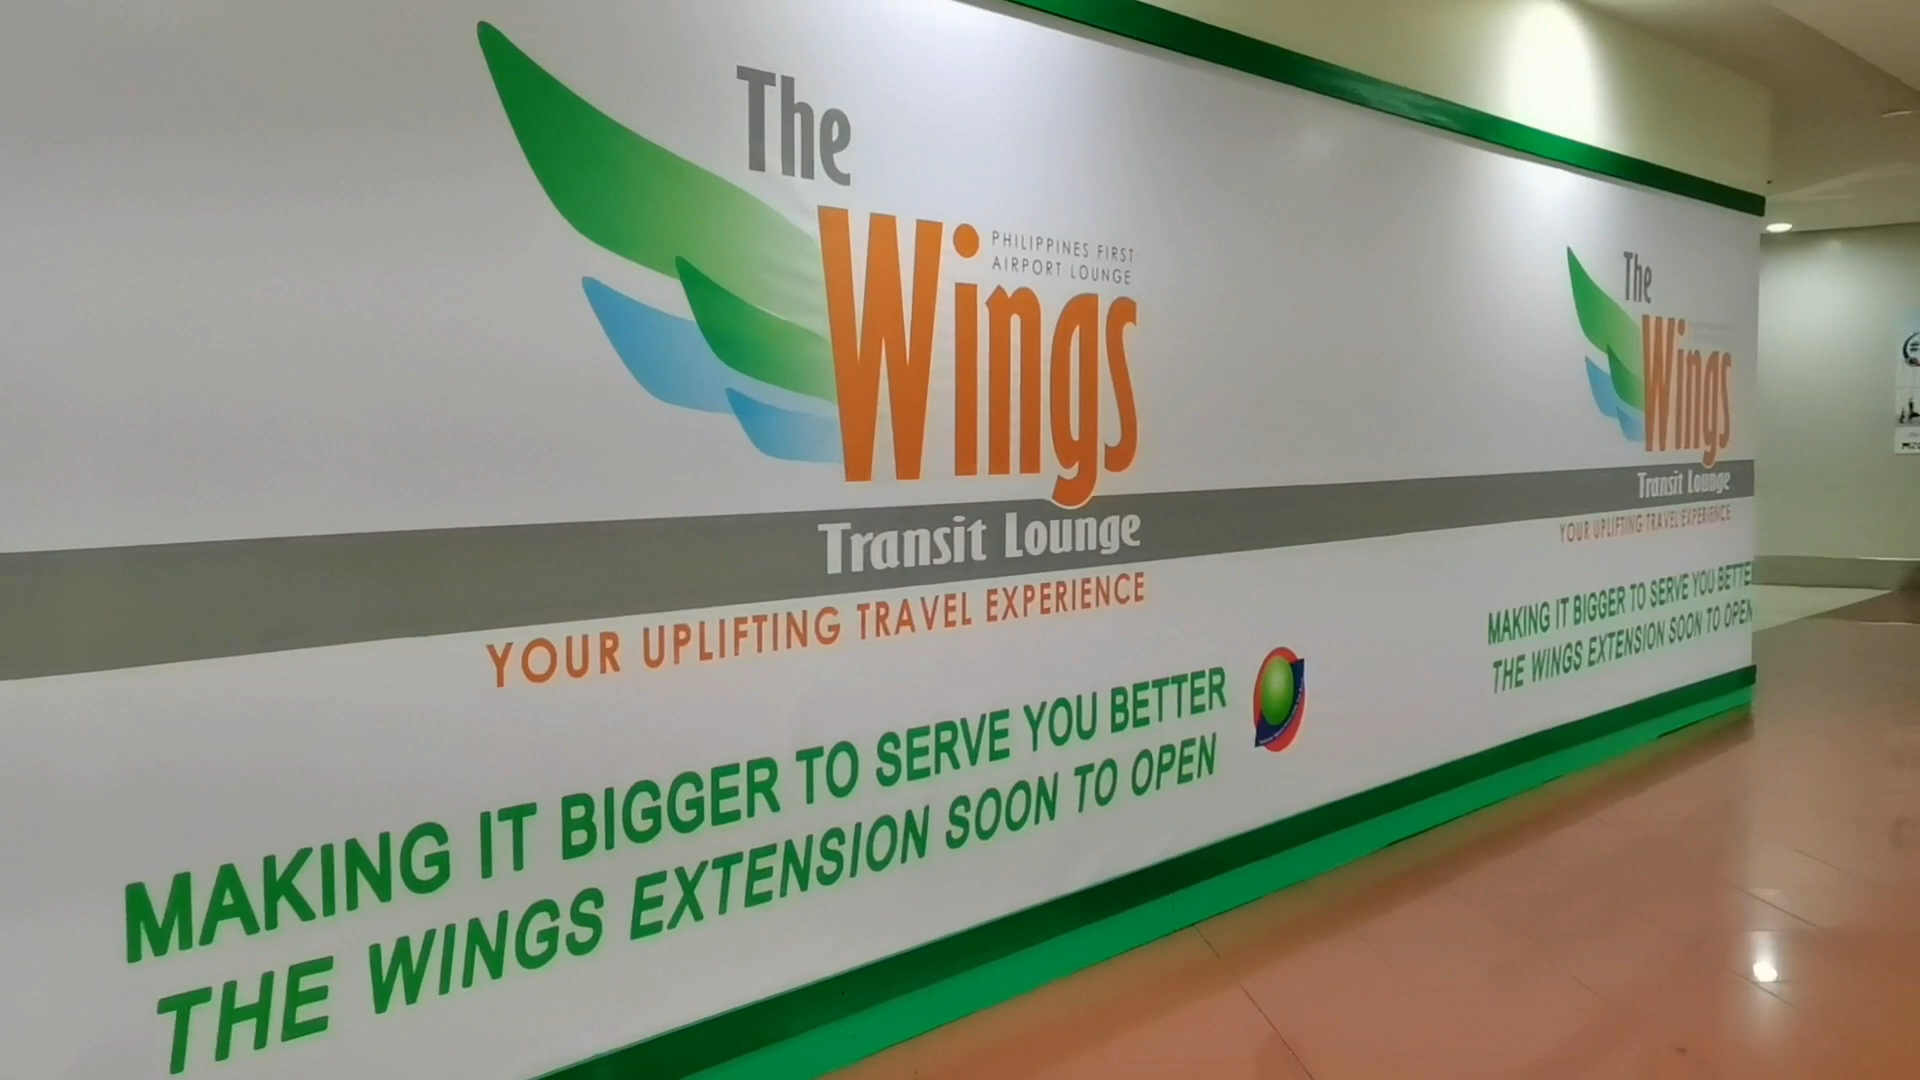 The
Wings
PHILIPPINES FIRST
AIRPORT LOUNGE
Transit Lounge
YOUR UPLIFTING TRAVEL EXPERIENCE
MAKING IT BIGGER TO SERVE YOU BETTER
THE WINGS EXTENSION SOON TO OPEN
The
Wings
Transit Lounge
YOUR UPLIFTING TRAVEL EXPERIENCE
MAKING IT BIGGER TO SERVE YOU BETTE
THE WINGS EXTENSION SOON TO OPEN